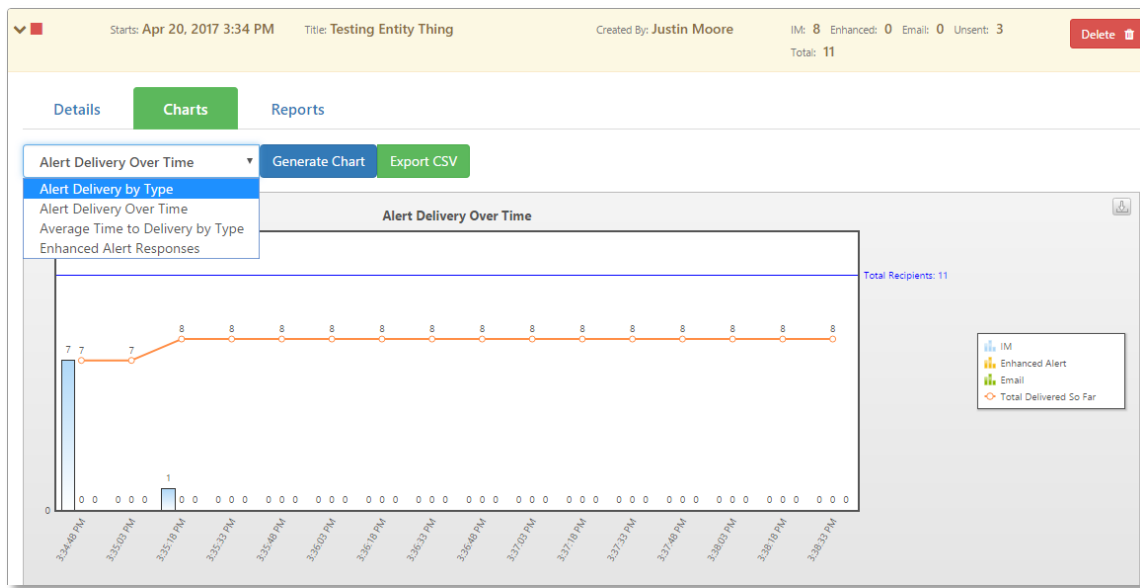 Starts: Apr 20, 2017 3:34 PM Title: Testing Entity Thing Created By: Justin Moore IM: 8 Enhanced: 0 Email: 0 Unsent: 3 Delete
Total: 11
Details Charts Reports
Alert Delivery Over Time Generate Chart Export CSV
Alert Delivery by Type
Alert Delivery Over Time
Average Time to Delivery by Type
Enhanced Alert Responses
Alert Delivery Over Time
Total Recipients: 11
8 8 8 8 8 8 8 8 8 8 8 8 8 8
7 7 7
IM
Enhanced Alert
Email
Total Delivered So Far
1
0 0 0 0 0 0 0 0 0 0 0 0 0 0 0 0 0 0 0 0 0 0 0 0 0 0 0 0 0 0 0 0 0 0 0 0 0 0 0 0 0 0 0 0 0 0
0
3:34:48 PM 3:35:03 PM 3:35:18 PM 3:35:33 PM 3:35:48 PM 3:36:03 PM 3:36:18 PM 3:36:33 PM 3:36:48 PM 3:37:03 PM 3:37:18 PM 3:37:33 PM 3:37:48 PM 3:38:03 PM 3:38:18 PM 3:38:33 PM